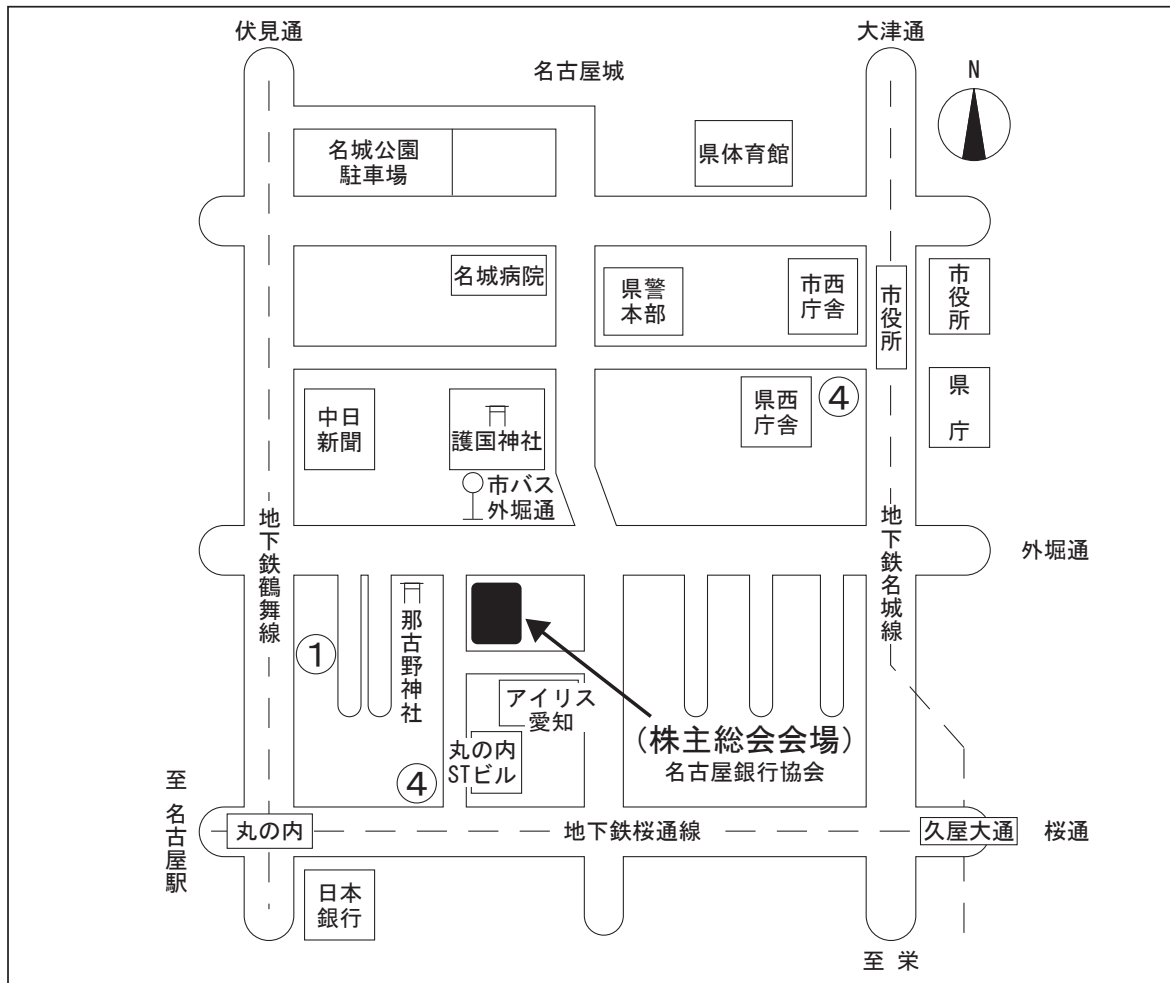 伏見通
大津通
名古屋城
N
名城公園
駐車場
県体育館
名城病院
県警
本部
市西
庁舎
市役所
市役所
中日
新聞
護国神社
県西
庁舎
④
県庁
市バス
外堀通
地下鉄鶴舞線
地下鉄名城線
外堀通
①
那古野神社
アイリス
愛知
(株主総会会場)
名古屋銀行協会
丸の内
STビル
④
至 名古屋駅
丸の内
地下鉄桜通線
久屋大通
桜通
日本
銀行
至 栄